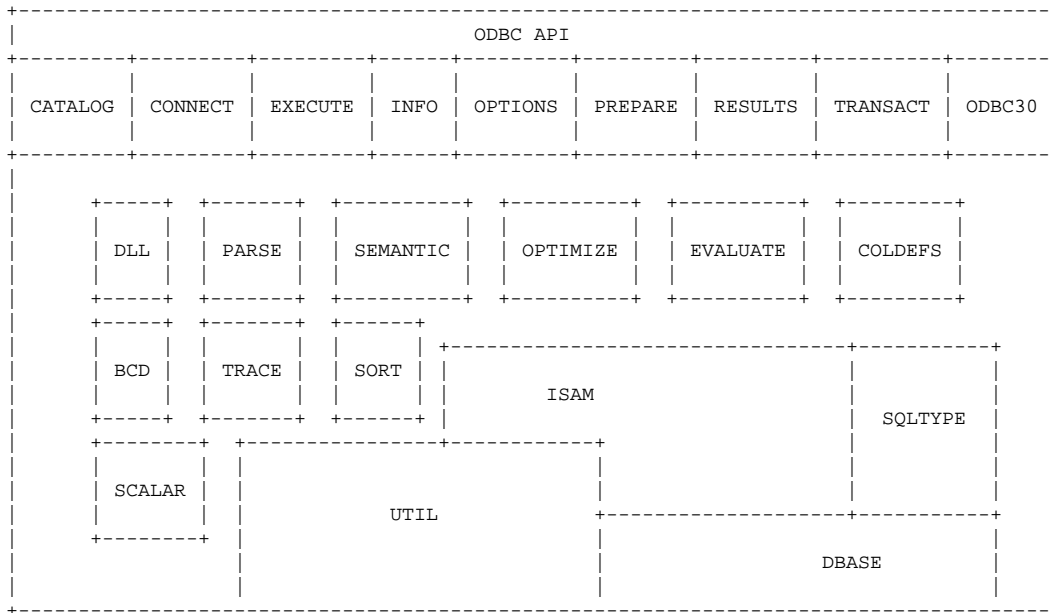 ODBC API
CATALOG CONNECT EXECUTE INFO OPTIONS PREPARE RESULTS TRANSACT ODBC30
DLL PARSE SEMANTIC OPTIMIZE EVALUATE COLDEFS
BCD TRACE SORT
ISAM
SQLTYPE
SCALAR
UTIL
DBASE